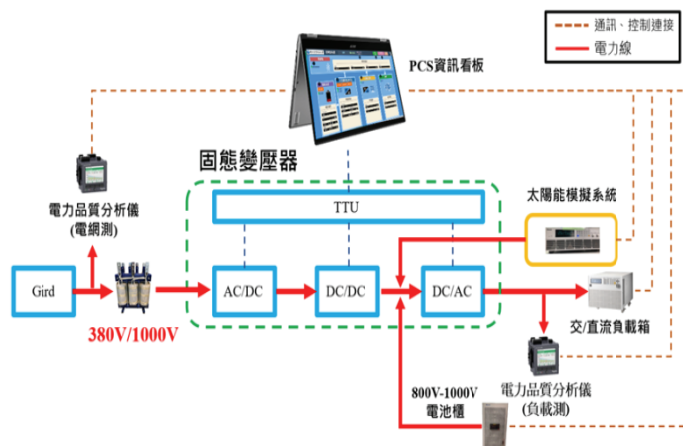 通訊、控制連接
電力線
PCS資訊看板
固態變壓器
電力品質分析儀
(電網測)
TTU
太陽能模擬系統
Gird
AC/DC
DC/DC
DC/AC
380V/1000V
交/直流負載箱
800V-1000V
電池櫃
電力品質分析儀
(負載測)